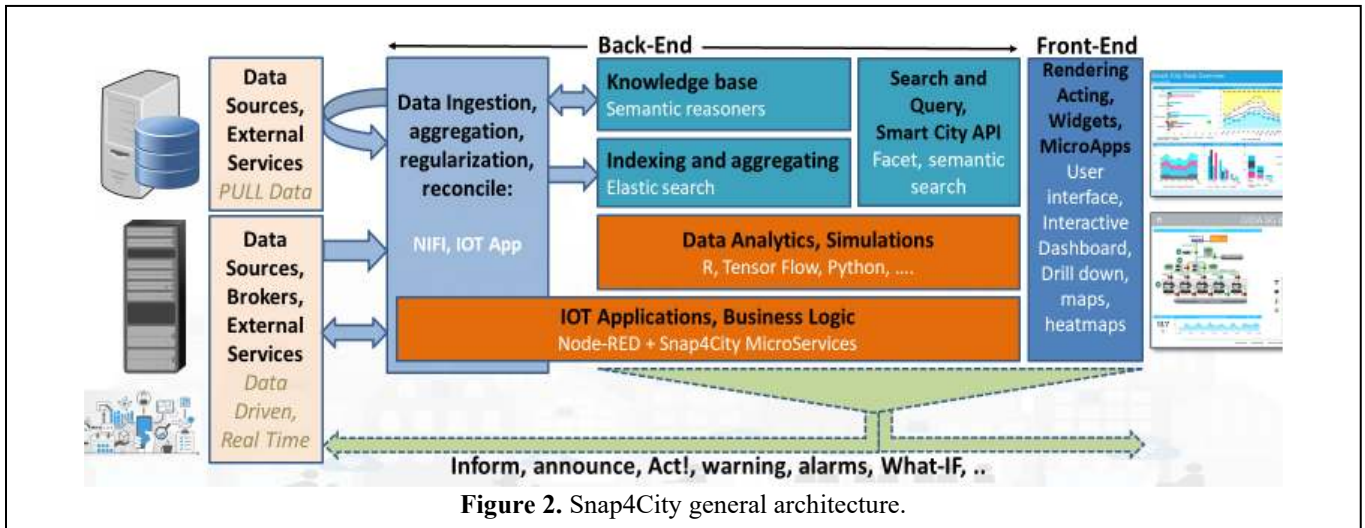 Back-End
Front-End
Data
Sources,
External
Services
PULL Data
Data
Sources,
Brokers,
External
Services
Data
Driven,
Real Time
Data Ingestion,
aggregation,
regularization,
reconcile:
NIFI, IOT App
Knowledge base
Semantic reasoners
Indexing and aggregating
Elastic search
Search and
Query,
Smart City API
Facet, semantic
search
Data Analytics, Simulations
R, Tensor Flow, Python, ....
IOT Applications, Business Logic
Node-RED + Snap4City MicroServices
Rendering
Acting,
Widgets,
MicroApps
User
interface,
Interactive
Dashboard,
Drill down,
maps,
heatmaps
Inform, announce, Act!, warning, alarms, What-IF, ..
Figure 2. Snap4City general architecture.